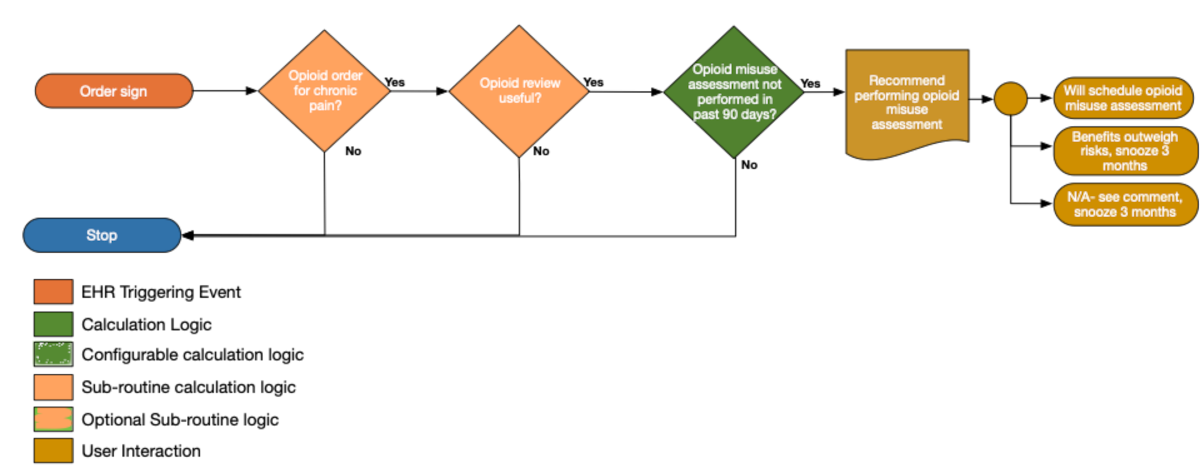 Order sign
Opioid order
for chronic
pain?
Yes
No
Opioid review
useful?
Yes
No
Opioid misuse
assessment not
performed in
past 90 days?
Yes
No
Recommend
performing opioid
misuse
assessment
Will schedule opioid
misuse assessment
Benefits outweigh
risks, snooze 3
months
N/A- see comment,
snooze 3 months
Stop
EHR Triggering Event
Calculation Logic
Configurable calculation logic
Sub-routine calculation logic
Optional Sub-routine logic
User Interaction